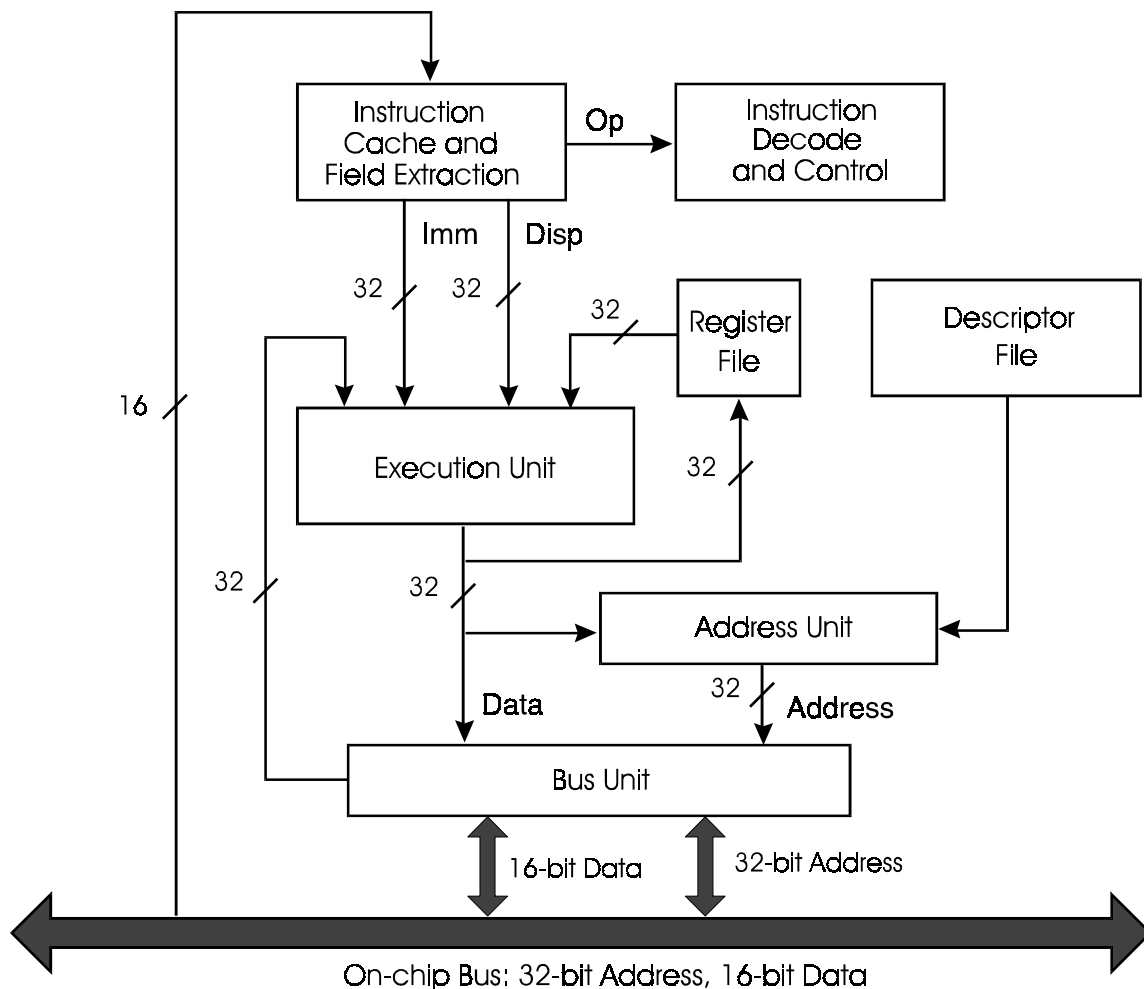 Instruction
Cache and
Field Extraction
Op
Instruction
Decode
and Control
Imm
Disp
32
32
32
Register
File
Descriptor
File
16
Execution Unit
32
32
32
Address Unit
32
Data
Address
Bus Unit
16-bit Data
32-bit Address
On-chip Bus: 32-bit Address, 16-bit Data